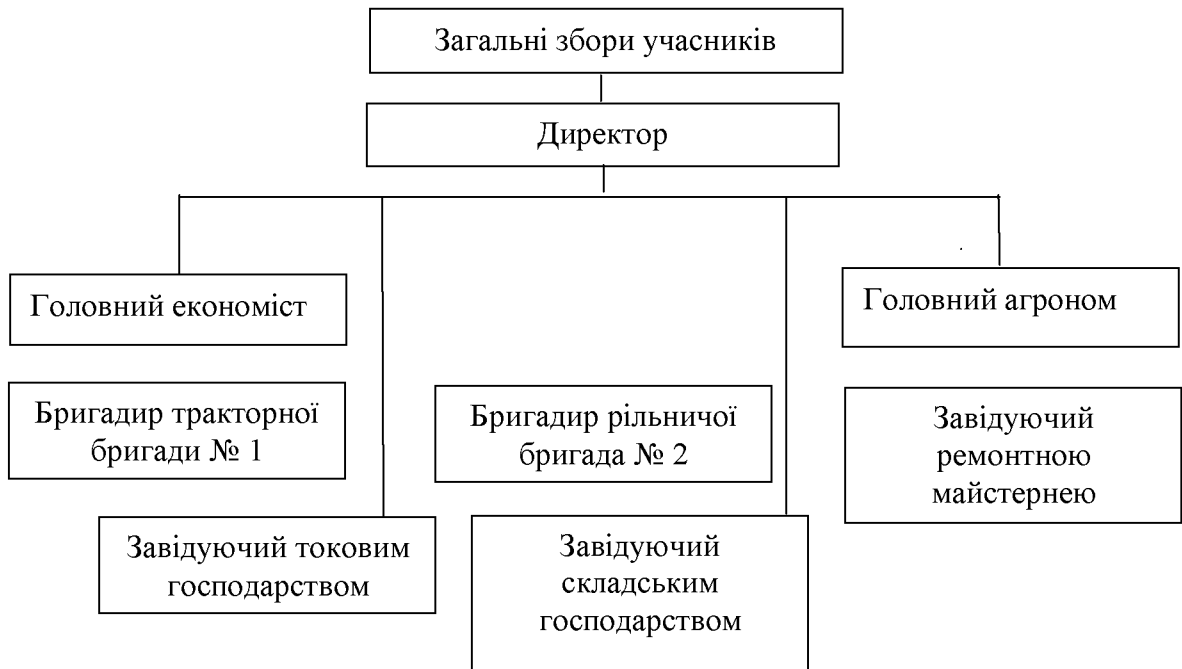 Загальні збори учасників
Директор
Головний економіст
Головний агроном
Бригадир тракторної
бригади № 1
Бригадир рільничої
бригада № 2
Завідуючий
ремонтною
майстернею
Завідуючий токовим
господарством
Завідуючий
складським
господарством